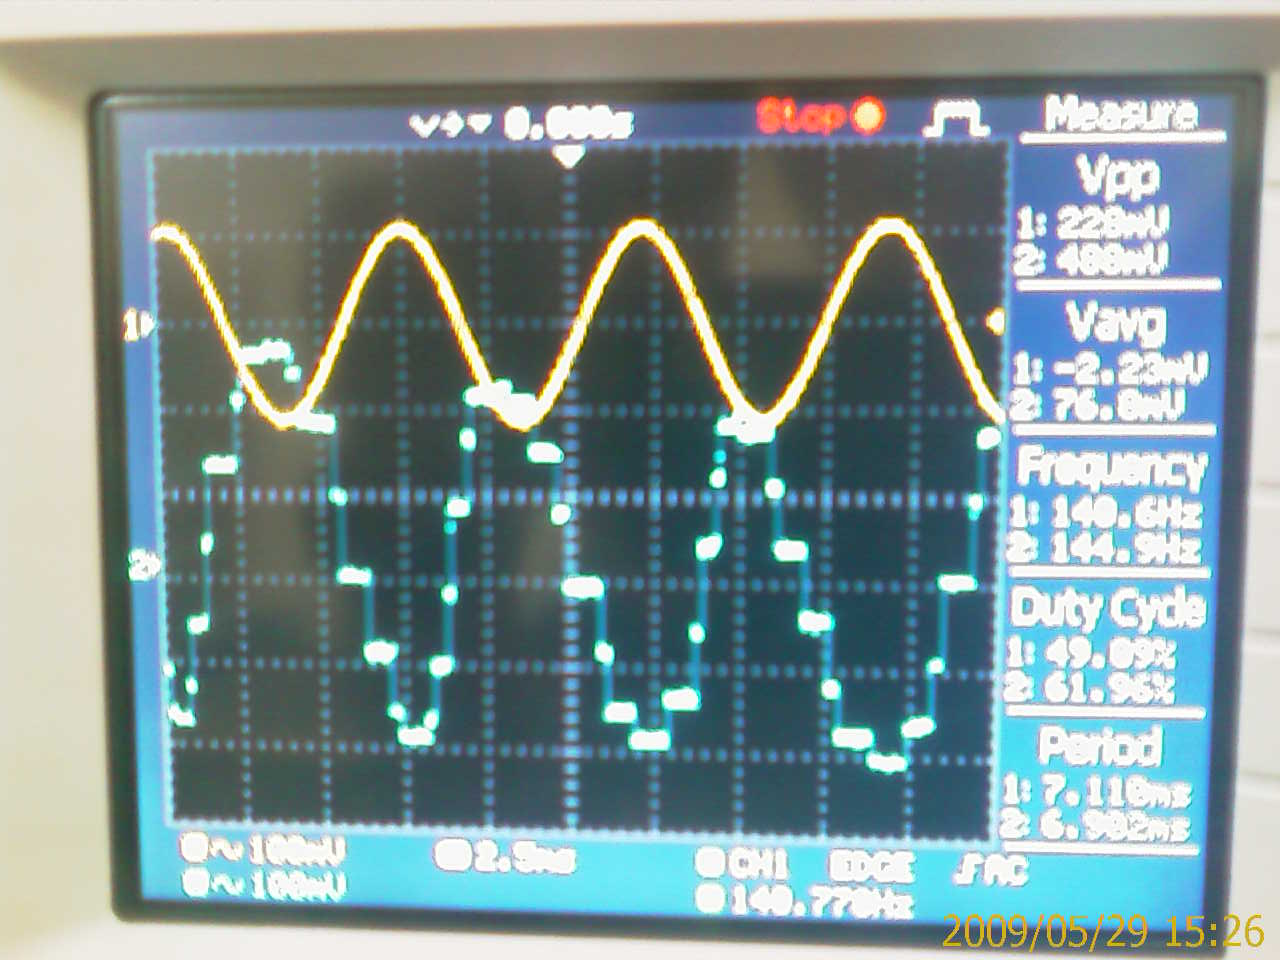 0.000s
Stop
Measure
Vpp
1: 228mV
2: 488mV
Vavg
1: -2.23mV
2: 76.8mV
Frequency
1: 140.6Hz
2: 144.9Hz
Duty Cycle
1: 49.09%
2: 61.96%
Period
1: 7.110ms
2: 6.902ms
1
2
~ 100mV
2.5ms
CH1 EDGE AC
~ 100mV
140.770Hz
2009/05/29 15:26